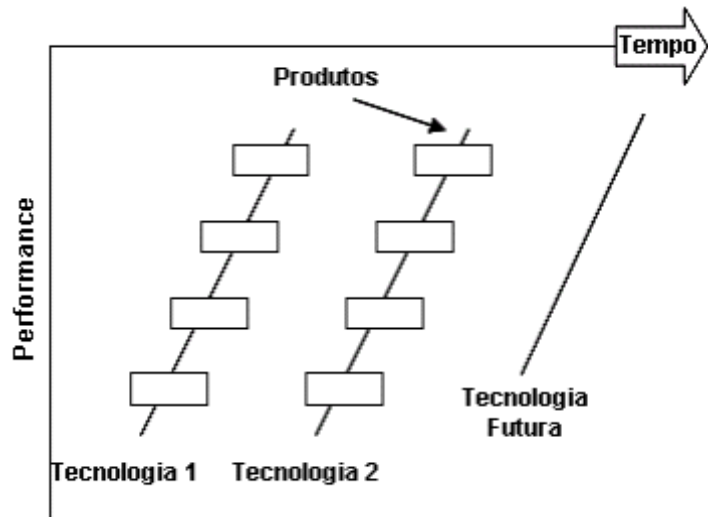 Tempo
Produtos
Performance
Tecnologia
Futura
Tecnologia 1
Tecnologia 2